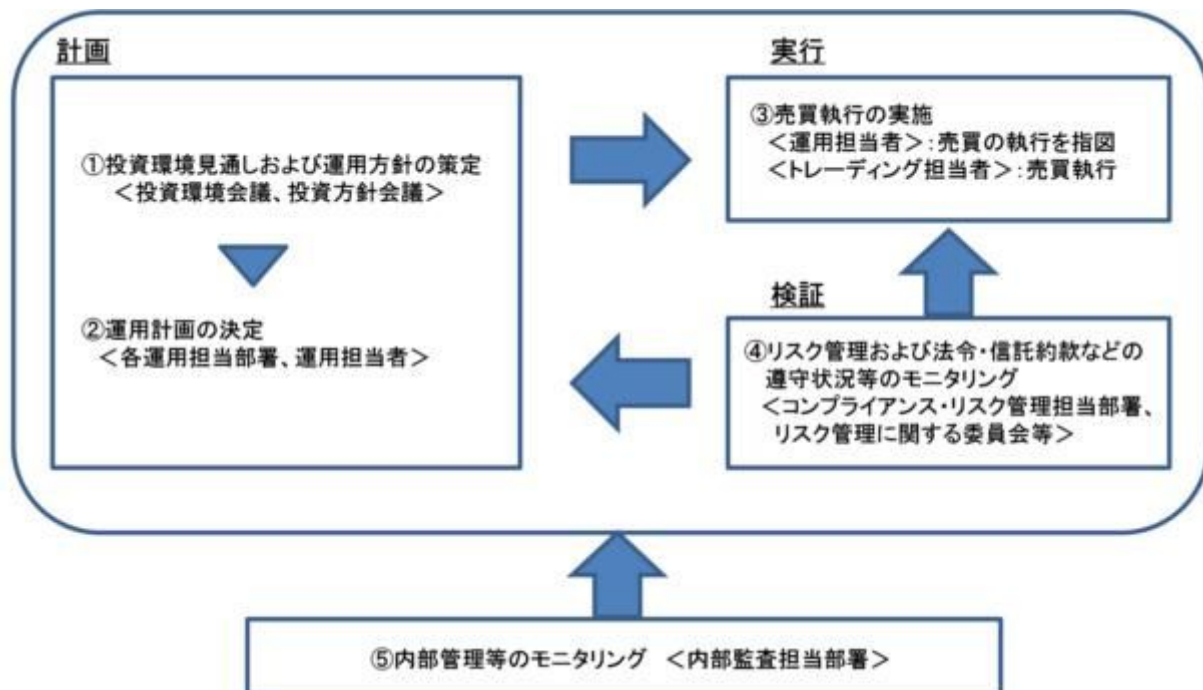 計画
①投資環境見通しおよび運用方針の策定
＜投資環境会議、投資方針会議＞
②運用計画の決定
＜各運用担当部署、運用担当者＞
実行
③売買執行の実施
＜運用担当者＞：売買の執行を指図
＜トレーディング担当者＞：売買執行
検証
④リスク管理および法令・信託約款などの
遵守状況等のモニタリング
＜コンプライアンス・リスク管理担当部署、
リスク管理に関する委員会等＞
⑤内部管理等のモニタリング　＜内部監査担当部署＞